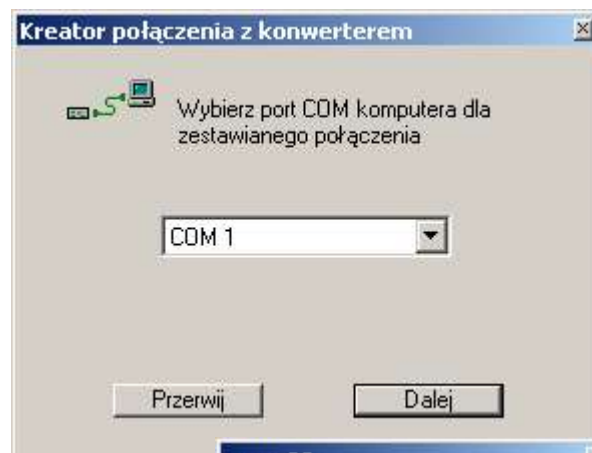 Kreator połączenia z konwerterem
Wybierz port COM komputera dla
zestawianego połączenia
COM 1
Przerwij
Dalej